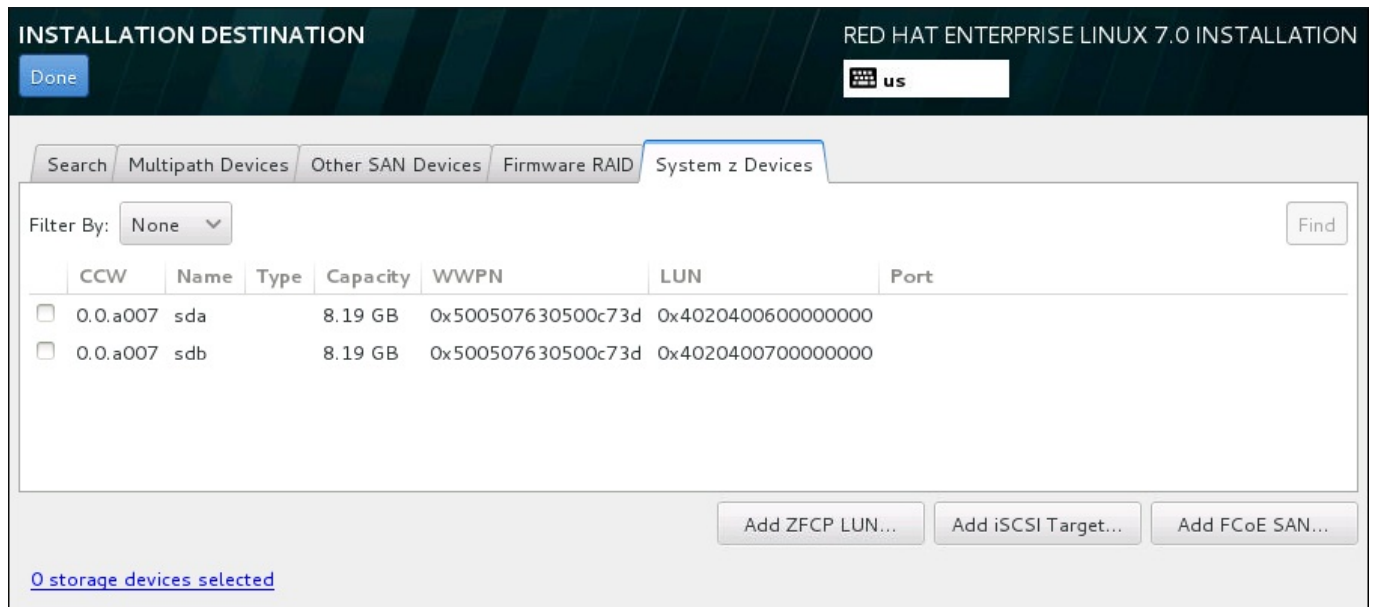 INSTALLATION DESTINATION RED HAT ENTERPRISE LINUX 7.0 INSTALLATION
Done us
Search Multipath Devices Other SAN Devices Firmware RAID System z Devices
Filter By: None Find
CCW Name Type Capacity WWPN LUN Port
0.0.a007 sda 8.19 GB 0x500507630500c73d 0x4020400600000000
0.0.a007 sdb 8.19 GB 0x500507630500c73d 0x4020400700000000
Add ZFCP LUN... Add iSCSI Target... Add FCoE SAN...
0 storage devices selected